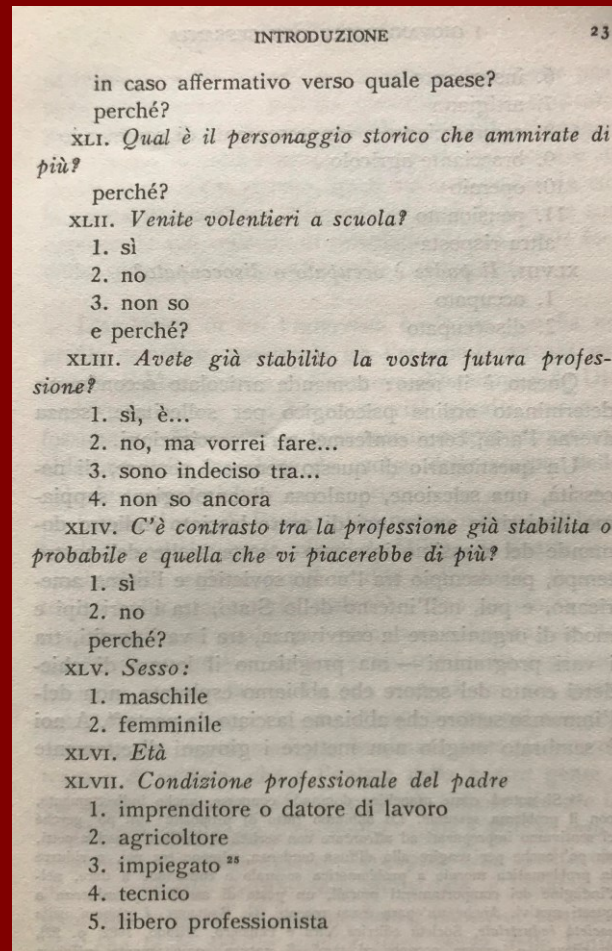 INTRODUZIONE 23
in caso affermativo verso quale paese?
perché?
XLI. Qual è il personaggio storico che ammirate di
più?
perché?
XLII. Venite volentieri a scuola?
1. sì
2. no
3. non so
e perché?
XLIII. Avete già stabilito la vostra futura profes-
sione?
1. sì, è...
2. no, ma vorrei fare...
3. sono indeciso tra...
4. non so ancora
XLIV. C'è contrasto tra la professione già stabilita o
probabile e quella che vi piacerebbe di più?
1. sì
2. no
perché?
XLV. Sesso:
1. maschile
2. femminile
XLVI. Età
XLVII. Condizione professionale del padre
1. imprenditore o datore di lavoro
2. agricoltore
3. impiegato ²⁵
4. tecnico
5. libero professionista